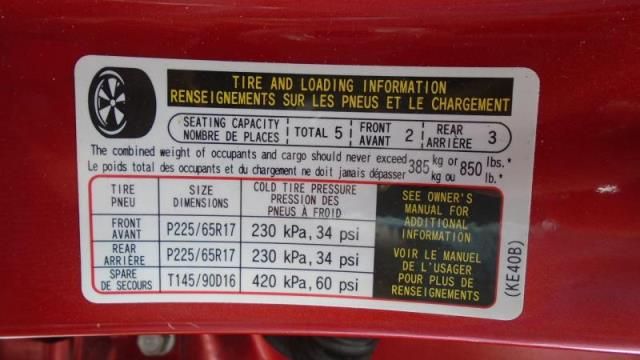 TIRE AND LOADING INFORMATION
RENSEIGNEMENTS SUR LES PNEUS ET LE CHARGEMENT
SEATING CAPACITY
NOMBRE DE PLACES
TOTAL 5
FRONT
AVANT
2
REAR
ARRIÈRE
3
The combined weight of occupants and cargo should never exceed 385 kg or 850 lbs.*
Le poids total des occupants et du chargement ne doit jamais dépasser kg ou lb.*
TIRE
PNEU
SIZE
DIMENSIONS
COLD TIRE PRESSURE
PRESSION DES
PNEUS À FROID
FRONT
AVANT
P225/65R17
230 kPa, 34 psi
REAR
ARRIÈRE
P225/65R17
230 kPa, 34 psi
SPARE
DE SECOURS
T145/90D16
420 kPa, 60 psi
SEE OWNER'S
MANUAL FOR
ADDITIONAL
INFORMATION
VOIR LE MANUEL
DE L'USAGER
POUR PLUS DE
RENSEIGNEMENTS
(KE40B)